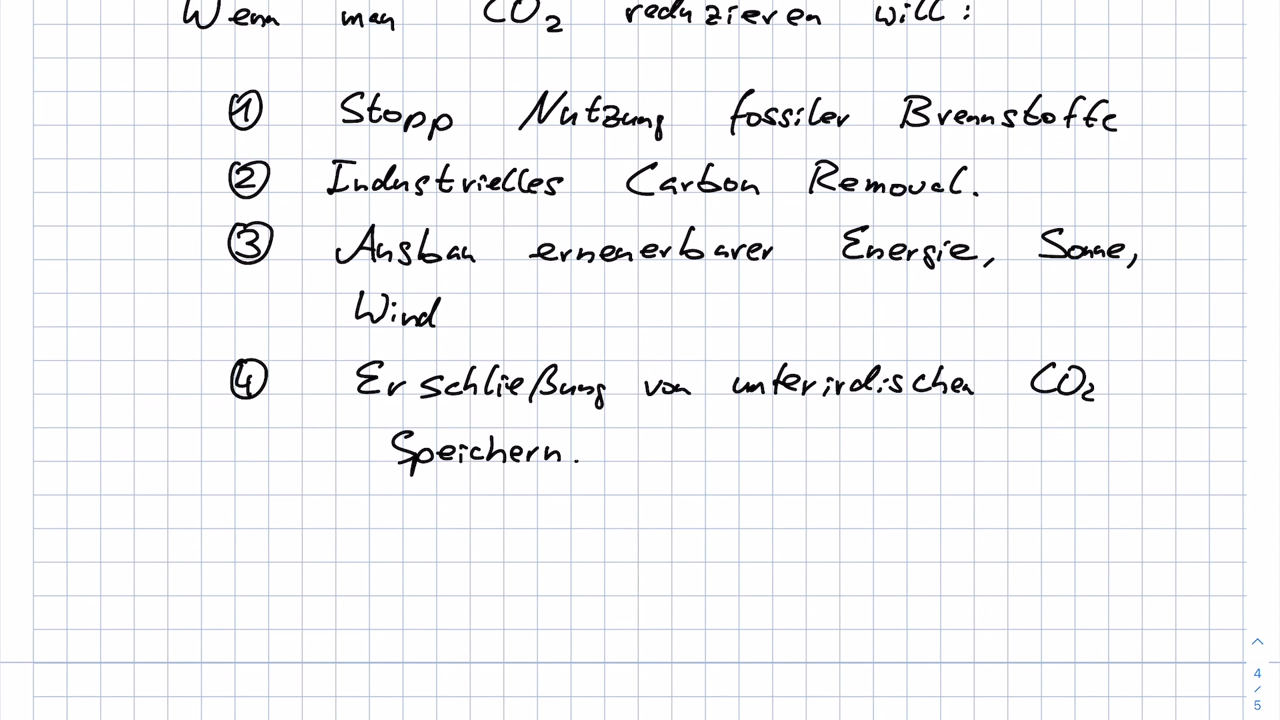 Wenn man CO₂ reduzieren will:
① Stopp Nutzung fossiler Brennstoffe
② Industrielles Carbon Removal.
③ Ausbau erneuerbarer Energie, Sonne,
Wind
④ Erschließung von unterirdischen CO₂
Speichern.
4
/
5